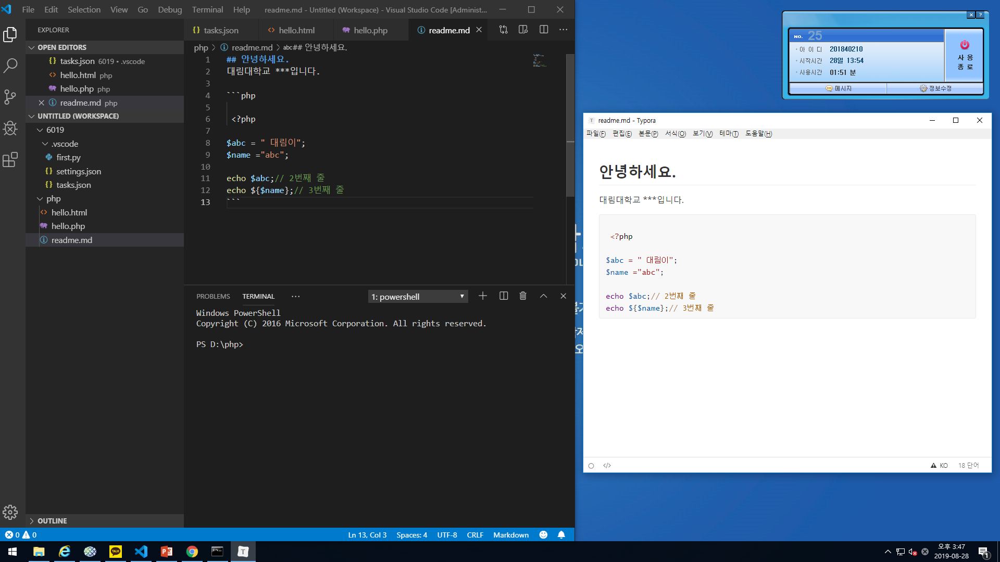 File Edit Selection View Go Debug Terminal Help readme.md - Untitled (Workspace) - Visual Studio Code [Administ...
EXPLORER
OPEN EDITORS
tasks.json 6019 • .vscode
hello.html php
hello.php php
readme.md php
UNTITLED (WORKSPACE)
6019
.vscode
first.py
settings.json
tasks.json
php
hello.html
hello.php
readme.md
OUTLINE
tasks.json hello.html hello.php readme.md
php > readme.md > abc## 안녕하세요.
1 ## 안녕하세요.
2 대림대학교 ***입니다.
3
4 ```php
5
6 <?php
7
8 $abc = " 대림이";
9 $name ="abc";
10
11 echo $abc;// 2번째 줄
12 echo ${$name};// 3번째 줄
13 ```
PROBLEMS TERMINAL ... 1: powershell
Windows PowerShell
Copyright (C) 2016 Microsoft Corporation. All rights reserved.
PS D:\php>
0 0 Ln 13, Col 3 Spaces: 4 UTF-8 CRLF Markdown
NO. 25
아 이 디 201840210
시작시간 28일 13:54
사용시간 01:51 분
사 용
종 료
메시지 정보수정
readme.md - Typora
파일(F) 편집(E) 본문(P) 서식(O) 보기(V) 테마(T) 도움말(H)
안녕하세요.
대림대학교 ***입니다.
<?php
$abc = " 대림이";
$name ="abc";
echo $abc;// 2번째 줄
echo ${$name};// 3번째 줄
KO 18 단어
TALK
T
오후 3:47
2019-08-28
1